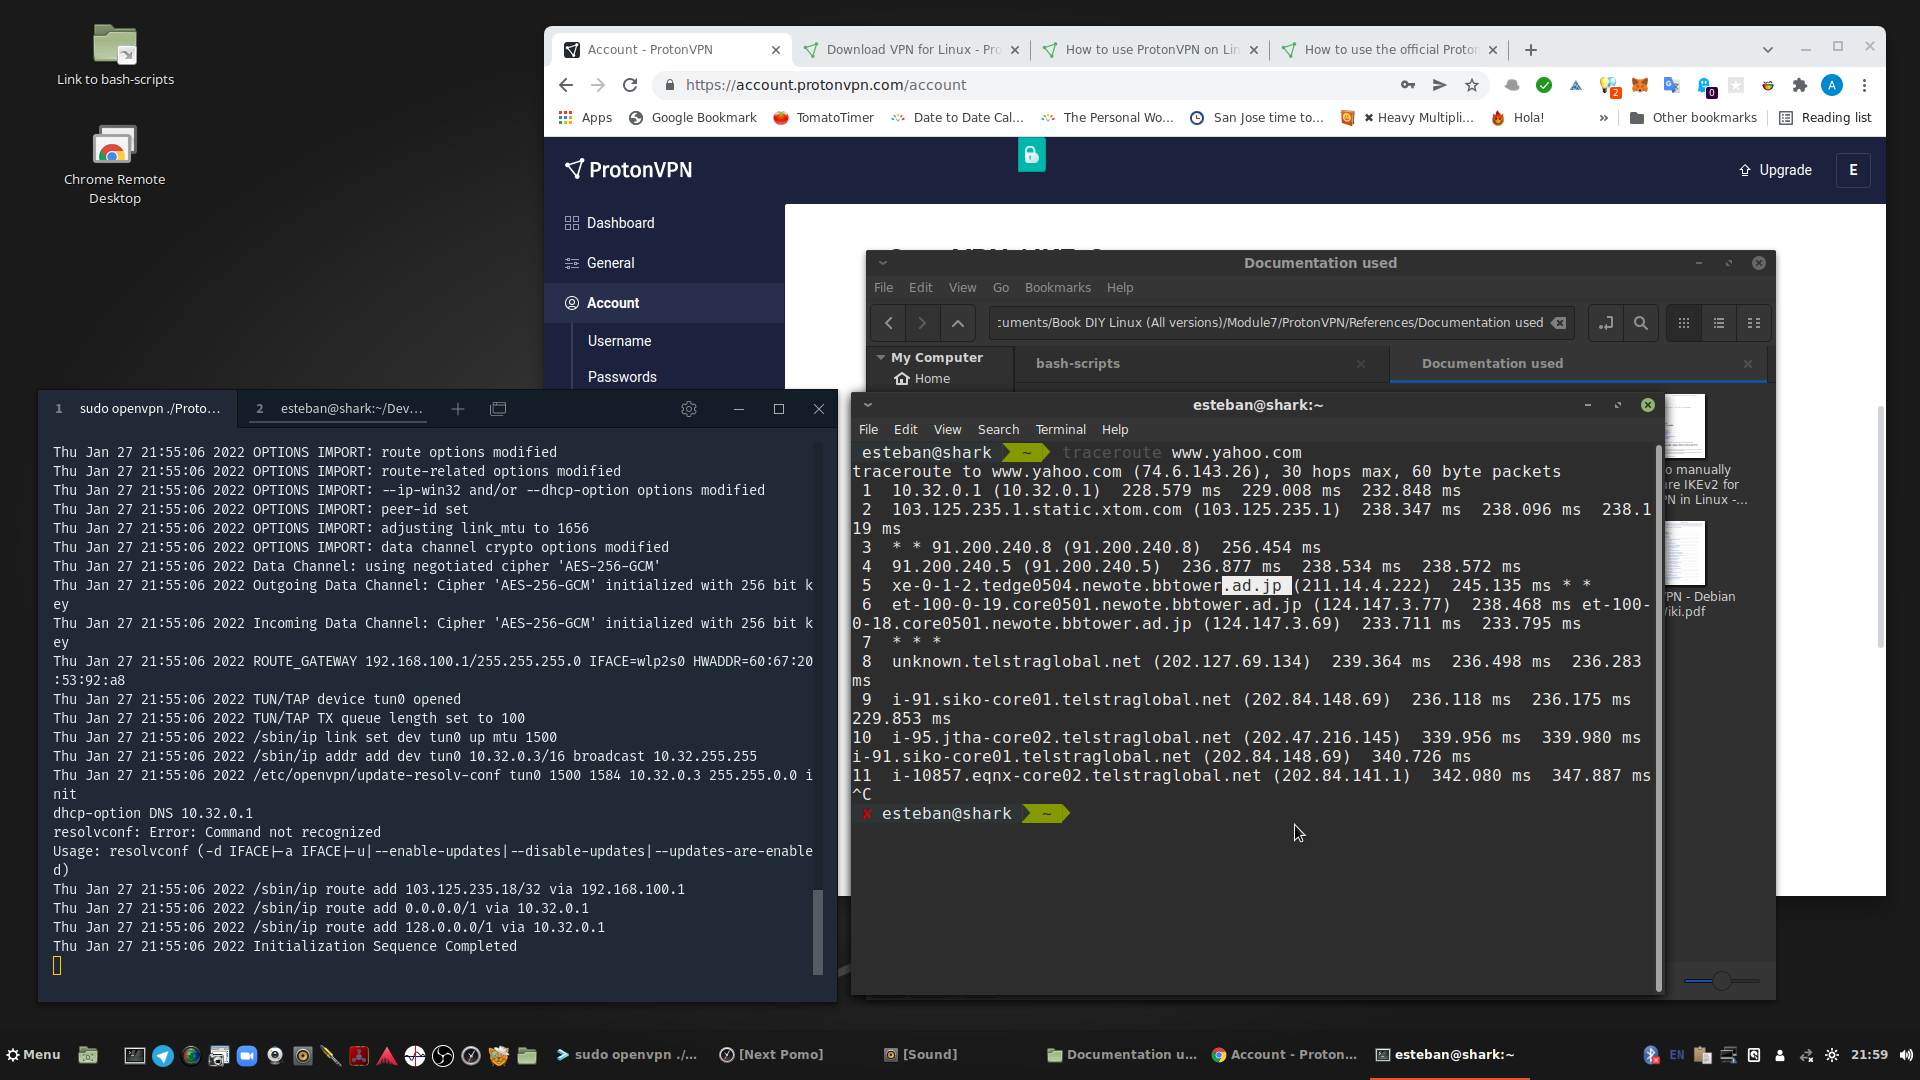 Link to bash-scripts
Chrome Remote
Desktop
Account - ProtonVPN
Download VPN for Linux - Pro
How to use ProtonVPN on Lin
How to use the official Proton
https://account.protonvpn.com/account
2
0
A
Apps
Google Bookmark
TomatoTimer
Date to Date Cal...
The Personal Wo...
San Jose time to...
✖ Heavy Multipli...
Hola!
»
Other bookmarks
Reading list
ProtonVPN
Upgrade
E
Dashboard
General
Account
Username
Passwords
Documentation used
File Edit View Go Bookmarks Help
:uments/Book DIY Linux (All versions)/Module7/ProtonVPN/References/Documentation used
My Computer
Home
bash-scripts
Documentation used
o manually
ure IKEv2 for
PN in Linux -...
PN - Debian
iki.pdf
1 sudo openvpn ./Proto...
2 esteban@shark:~/Dev...
Thu Jan 27 21:55:06 2022 OPTIONS IMPORT: route options modified
Thu Jan 27 21:55:06 2022 OPTIONS IMPORT: route-related options modified
Thu Jan 27 21:55:06 2022 OPTIONS IMPORT: --ip-win32 and/or --dhcp-option options modified
Thu Jan 27 21:55:06 2022 OPTIONS IMPORT: peer-id set
Thu Jan 27 21:55:06 2022 OPTIONS IMPORT: adjusting link_mtu to 1656
Thu Jan 27 21:55:06 2022 OPTIONS IMPORT: data channel crypto options modified
Thu Jan 27 21:55:06 2022 Data Channel: using negotiated cipher 'AES-256-GCM'
Thu Jan 27 21:55:06 2022 Outgoing Data Channel: Cipher 'AES-256-GCM' initialized with 256 bit k
ey
Thu Jan 27 21:55:06 2022 Incoming Data Channel: Cipher 'AES-256-GCM' initialized with 256 bit k
ey
Thu Jan 27 21:55:06 2022 ROUTE_GATEWAY 192.168.100.1/255.255.255.0 IFACE=wlp2s0 HWADDR=60:67:20
:53:92:a8
Thu Jan 27 21:55:06 2022 TUN/TAP device tun0 opened
Thu Jan 27 21:55:06 2022 TUN/TAP TX queue length set to 100
Thu Jan 27 21:55:06 2022 /sbin/ip link set dev tun0 up mtu 1500
Thu Jan 27 21:55:06 2022 /sbin/ip addr add dev tun0 10.32.0.3/16 broadcast 10.32.255.255
Thu Jan 27 21:55:06 2022 /etc/openvpn/update-resolv-conf tun0 1500 1584 10.32.0.3 255.255.0.0 i
nit
dhcp-option DNS 10.32.0.1
resolvconf: Error: Command not recognized
Usage: resolvconf (-d IFACE|-a IFACE|-u|--enable-updates|--disable-updates|--updates-are-enable
d)
Thu Jan 27 21:55:06 2022 /sbin/ip route add 103.125.235.18/32 via 192.168.100.1
Thu Jan 27 21:55:06 2022 /sbin/ip route add 0.0.0.0/1 via 10.32.0.1
Thu Jan 27 21:55:06 2022 /sbin/ip route add 128.0.0.0/1 via 10.32.0.1
Thu Jan 27 21:55:06 2022 Initialization Sequence Completed
esteban@shark:~
File Edit View Search Terminal Help
esteban@shark ~ traceroute www.yahoo.com
traceroute to www.yahoo.com (74.6.143.26), 30 hops max, 60 byte packets
1 10.32.0.1 (10.32.0.1) 228.579 ms 229.008 ms 232.848 ms
2 103.125.235.1.static.xtom.com (103.125.235.1) 238.347 ms 238.096 ms 238.1
19 ms
3 * * 91.200.240.8 (91.200.240.8) 256.454 ms
4 91.200.240.5 (91.200.240.5) 236.877 ms 238.534 ms 238.572 ms
5 xe-0-1-2.tedge0504.newote.bbtower.ad.jp (211.14.4.222) 245.135 ms * *
6 et-100-0-19.core0501.newote.bbtower.ad.jp (124.147.3.77) 238.468 ms et-100-
0-18.core0501.newote.bbtower.ad.jp (124.147.3.69) 233.711 ms 233.795 ms
7 * * *
8 unknown.telstraglobal.net (202.127.69.134) 239.364 ms 236.498 ms 236.283
ms
9 i-91.siko-core01.telstraglobal.net (202.84.148.69) 236.118 ms 236.175 ms
229.853 ms
10 i-95.jtha-core02.telstraglobal.net (202.47.216.145) 339.956 ms 339.980 ms
i-91.siko-core01.telstraglobal.net (202.84.148.69) 340.726 ms
11 i-10857.eqnx-core02.telstraglobal.net (202.84.141.1) 342.080 ms 347.887 ms
^C
✘ esteban@shark ~
Menu
sudo openvpn ./...
[Next Pomo]
[Sound]
Documentation u...
Account - Proton...
esteban@shark:~
EN
21:59